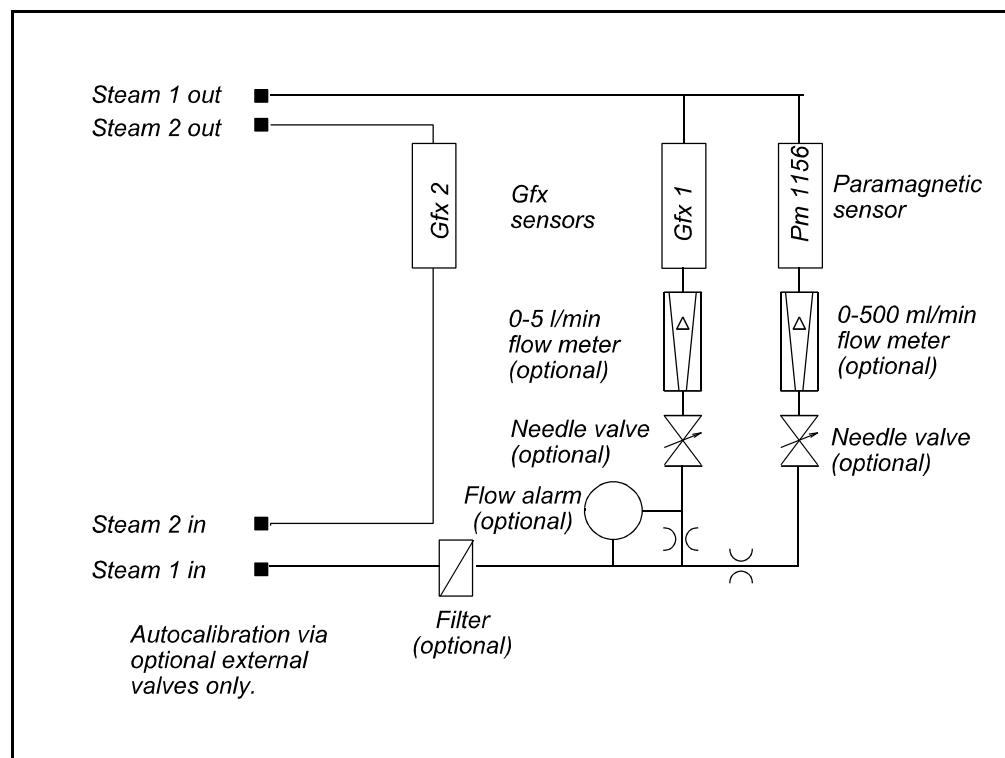 Steam 1 out
Steam 2 out
Gfx 2
Gfx
sensors
Gfx 1
Pm 1156
Paramagnetic
sensor
0-5 l/min
flow meter
(optional)
0-500 ml/min
flow meter
(optional)
Needle valve
(optional)
Needle valve
(optional)
Flow alarm
(optional)
Steam 2 in
Steam 1 in
Filter
(optional)
Autocalibration via
optional external
valves only.